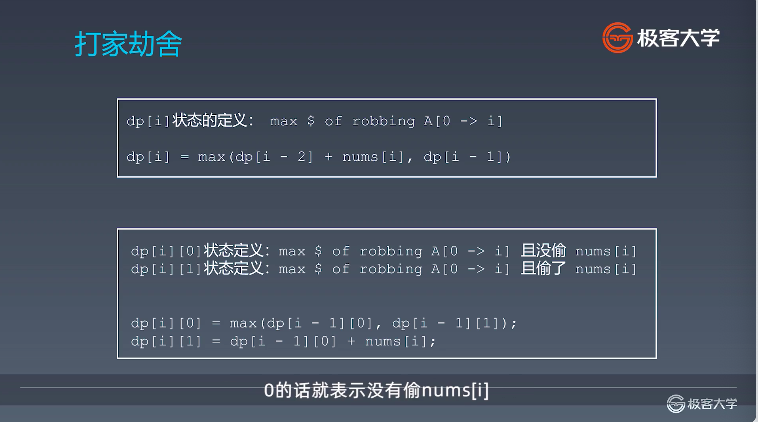 打家劫舍
极客大学
dp[i]状态的定义： max $ of robbing A[0 -> i]
dp[i] = max(dp[i - 2] + nums[i], dp[i - 1])
dp[i][0]状态定义：max $ of robbing A[0 -> i] 且没偷 nums[i]
dp[i][1]状态定义：max $ of robbing A[0 -> i] 且偷了 nums[i]
dp[i][0] = max(dp[i - 1][0], dp[i - 1][1]);
dp[i][1] = dp[i - 1][0] + nums[i];
0的话就表示没有偷nums[i]
极客大学